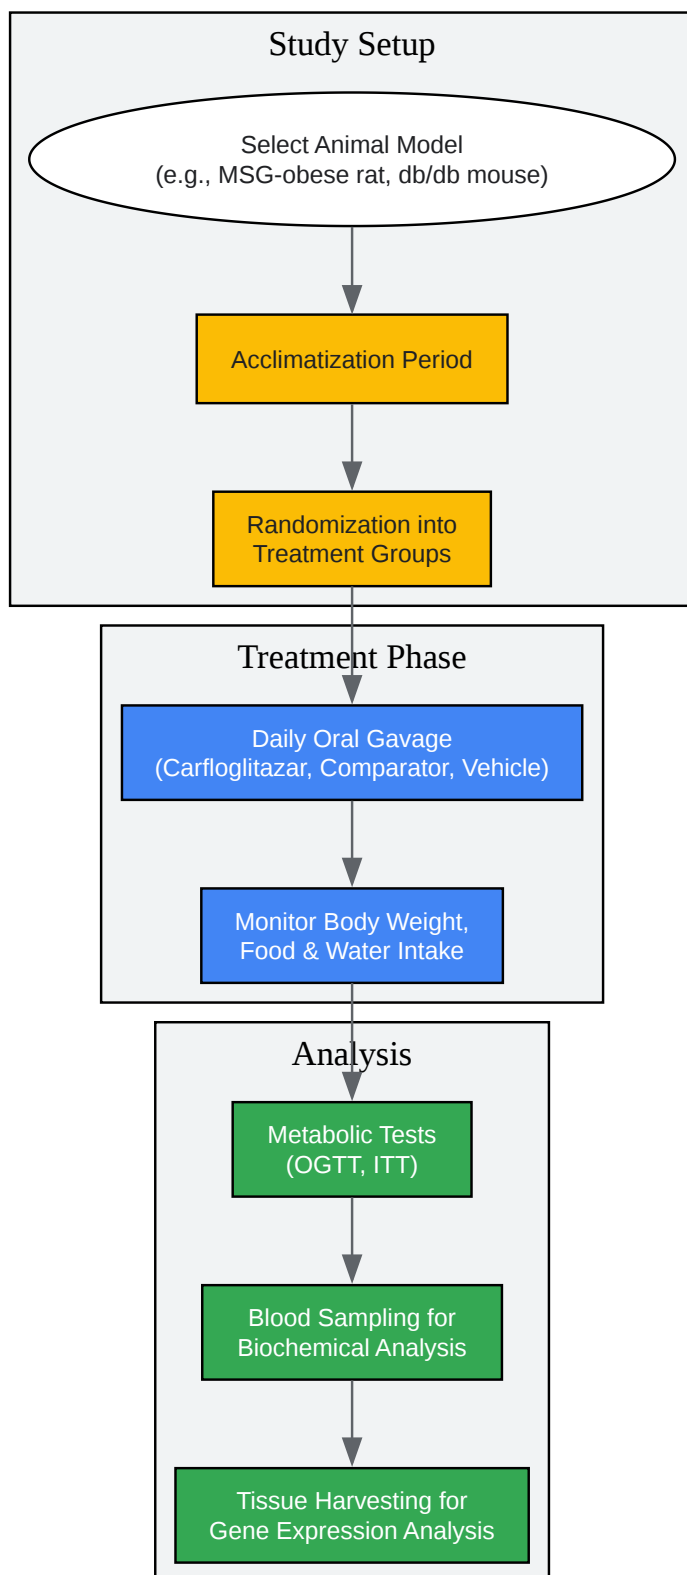 Study Setup
Select Animal Model
(e.g., MSG-obese rat, db/db mouse)
Acclimatization Period
Randomization into
Treatment Groups
Treatment Phase
Daily Oral Gavage
(Carfloglitazar, Comparator, Vehicle)
Monitor Body Weight,
Food & Water Intake
Analysis
Metabolic Tests
(OGTT, ITT)
Blood Sampling for
Biochemical Analysis
Tissue Harvesting for
Gene Expression Analysis